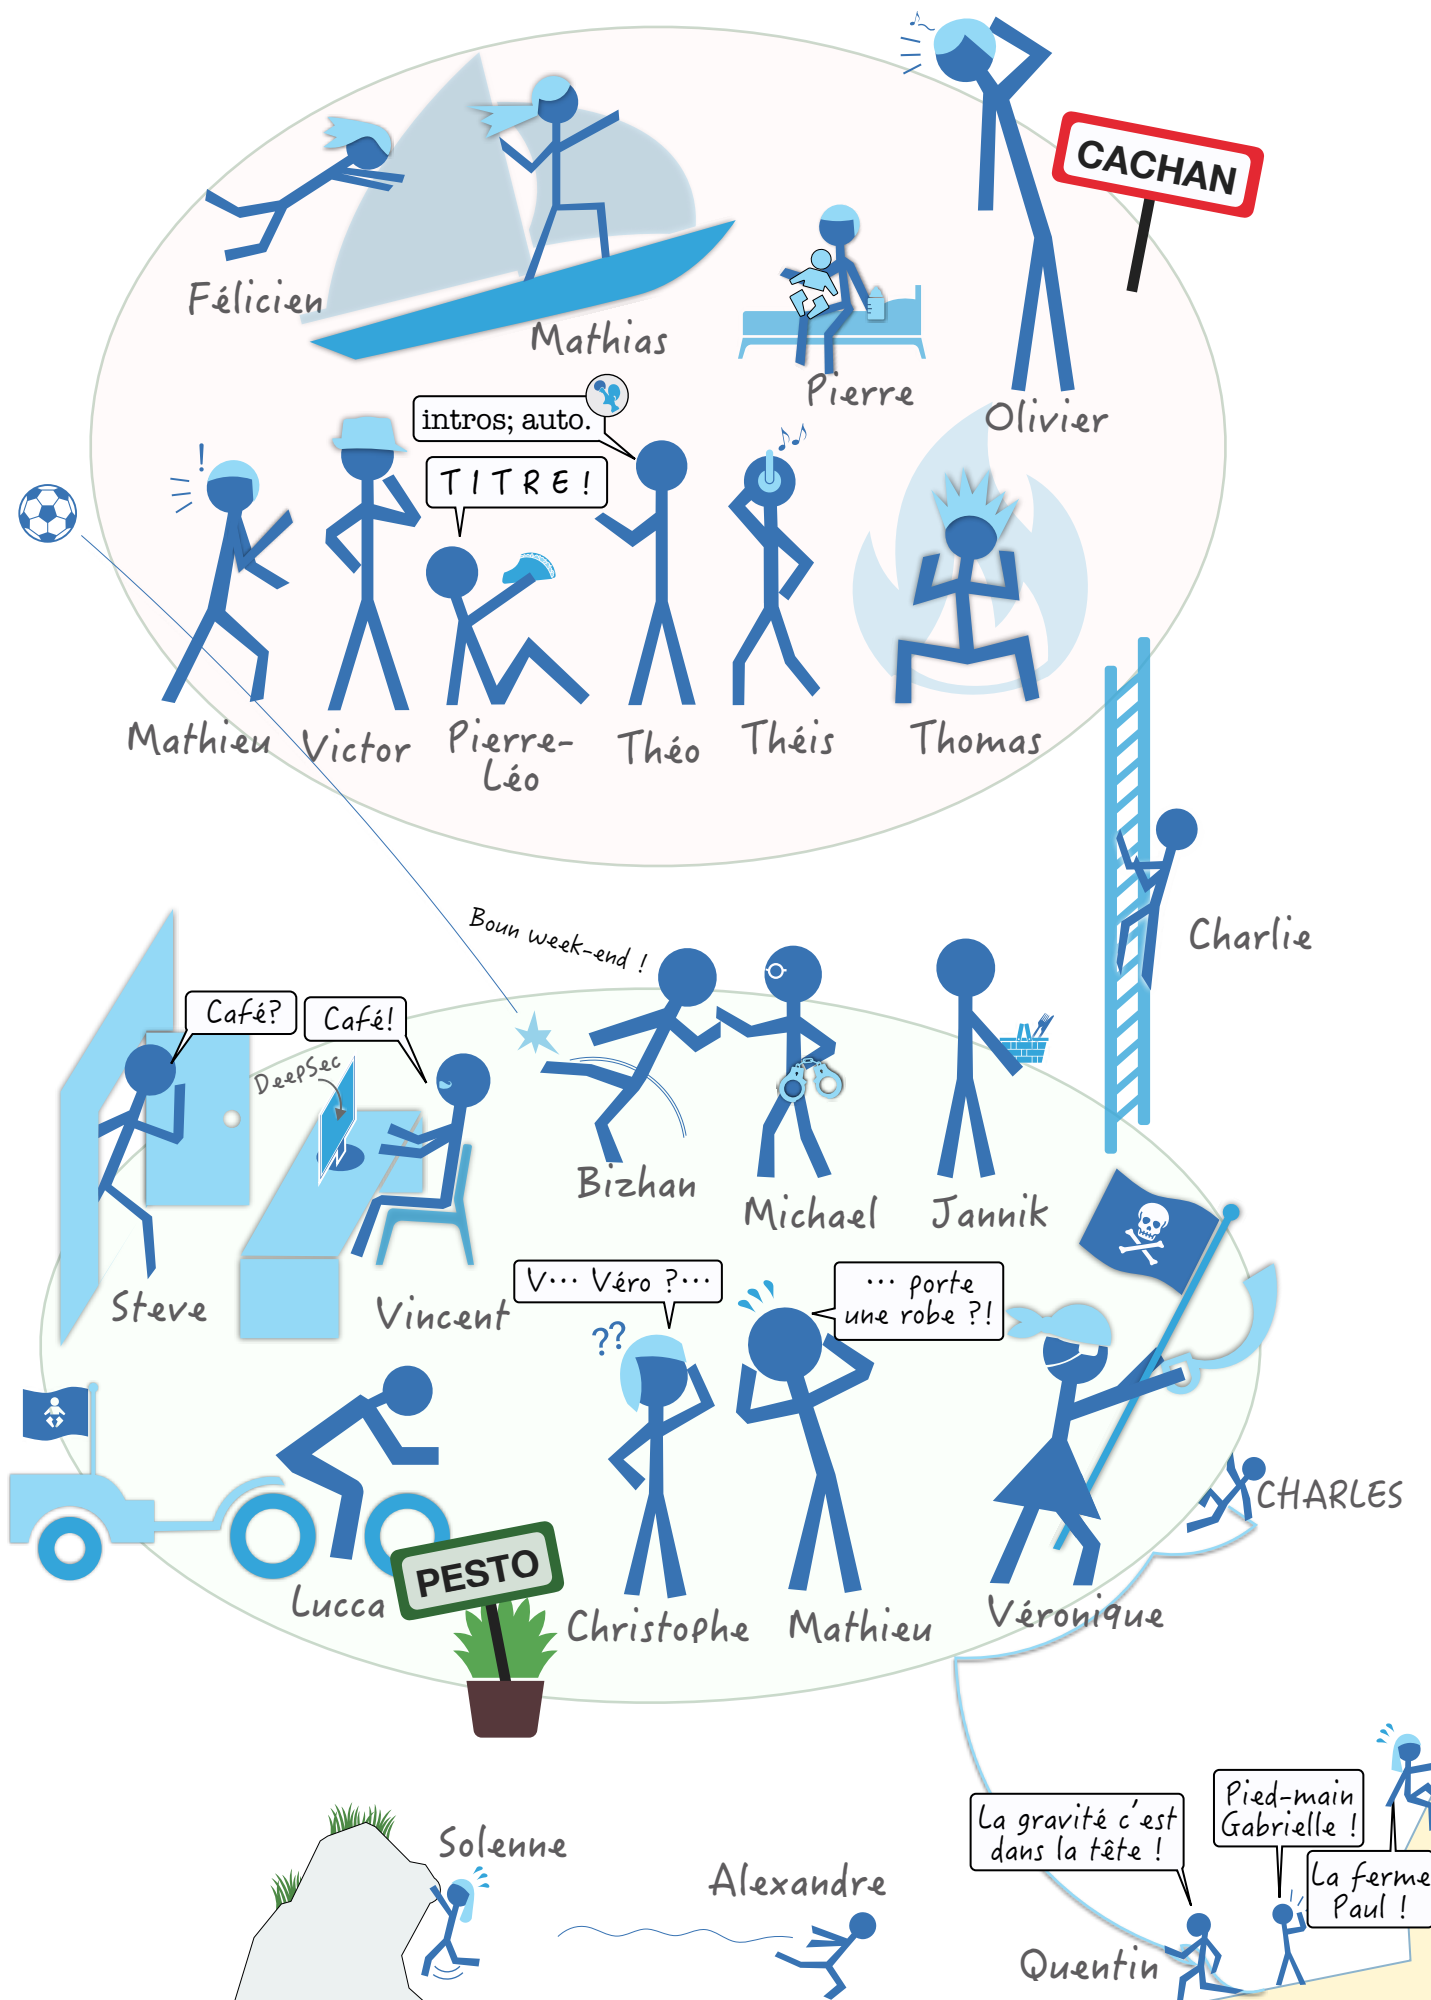 CACHAN
Félicien
Mathias
Pierre
Olivier
intros; auto.
TITRE!
!
Mathieu
Victor
Pierre-
Léo
Théo
Théis
Thomas
Charlie
Boun week-end !
Café?
Café!
DeepSec
Bizhan
Michael
Jannik
Steve
Vincent
V... Véro ?...
... porte
une robe ?!
??
CHARLES
Lucca
PESTO
Christophe
Mathieu
Véronique
Solenne
Alexandre
La gravité c'est
dans la tête !
Pied-main
Gabrielle !
La ferme
Paul !
Quentin